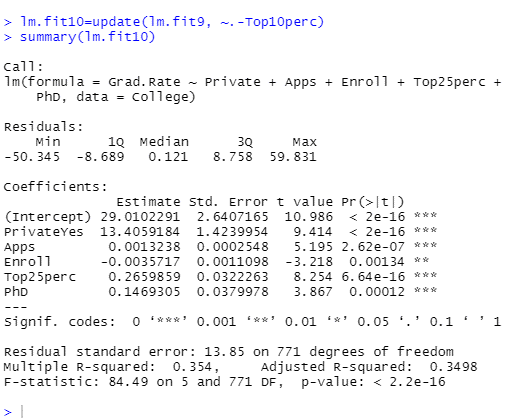 > lm.fit10=update(lm.fit9, ~.-Top10perc)
> summary(lm.fit10)
Call:
lm(formula = Grad.Rate ~ Private + Apps + Enroll + Top25perc +
    PhD, data = College)
Residuals:
    Min      1Q  Median      3Q     Max
-50.345  -8.689   0.121   8.758  59.831
Coefficients:
              Estimate Std. Error t value Pr(>|t|)
(Intercept) 29.0102291  2.6407165  10.986  < 2e-16 ***
PrivateYes  13.4059184  1.4239954   9.414  < 2e-16 ***
Apps         0.0013238  0.0002548   5.195 2.62e-07 ***
Enroll      -0.0035717  0.0011098  -3.218  0.00134 **
Top25perc    0.2659859  0.0322263   8.254 6.64e-16 ***
PhD          0.1469305  0.0379978   3.867  0.00012 ***
---
Signif. codes:  0 ‘***’ 0.001 ‘**’ 0.01 ‘*’ 0.05 ‘.’ 0.1 ‘ ’ 1
Residual standard error: 13.85 on 771 degrees of freedom
Multiple R-squared:  0.354,	Adjusted R-squared:  0.3498
F-statistic: 84.49 on 5 and 771 DF,  p-value: < 2.2e-16
>